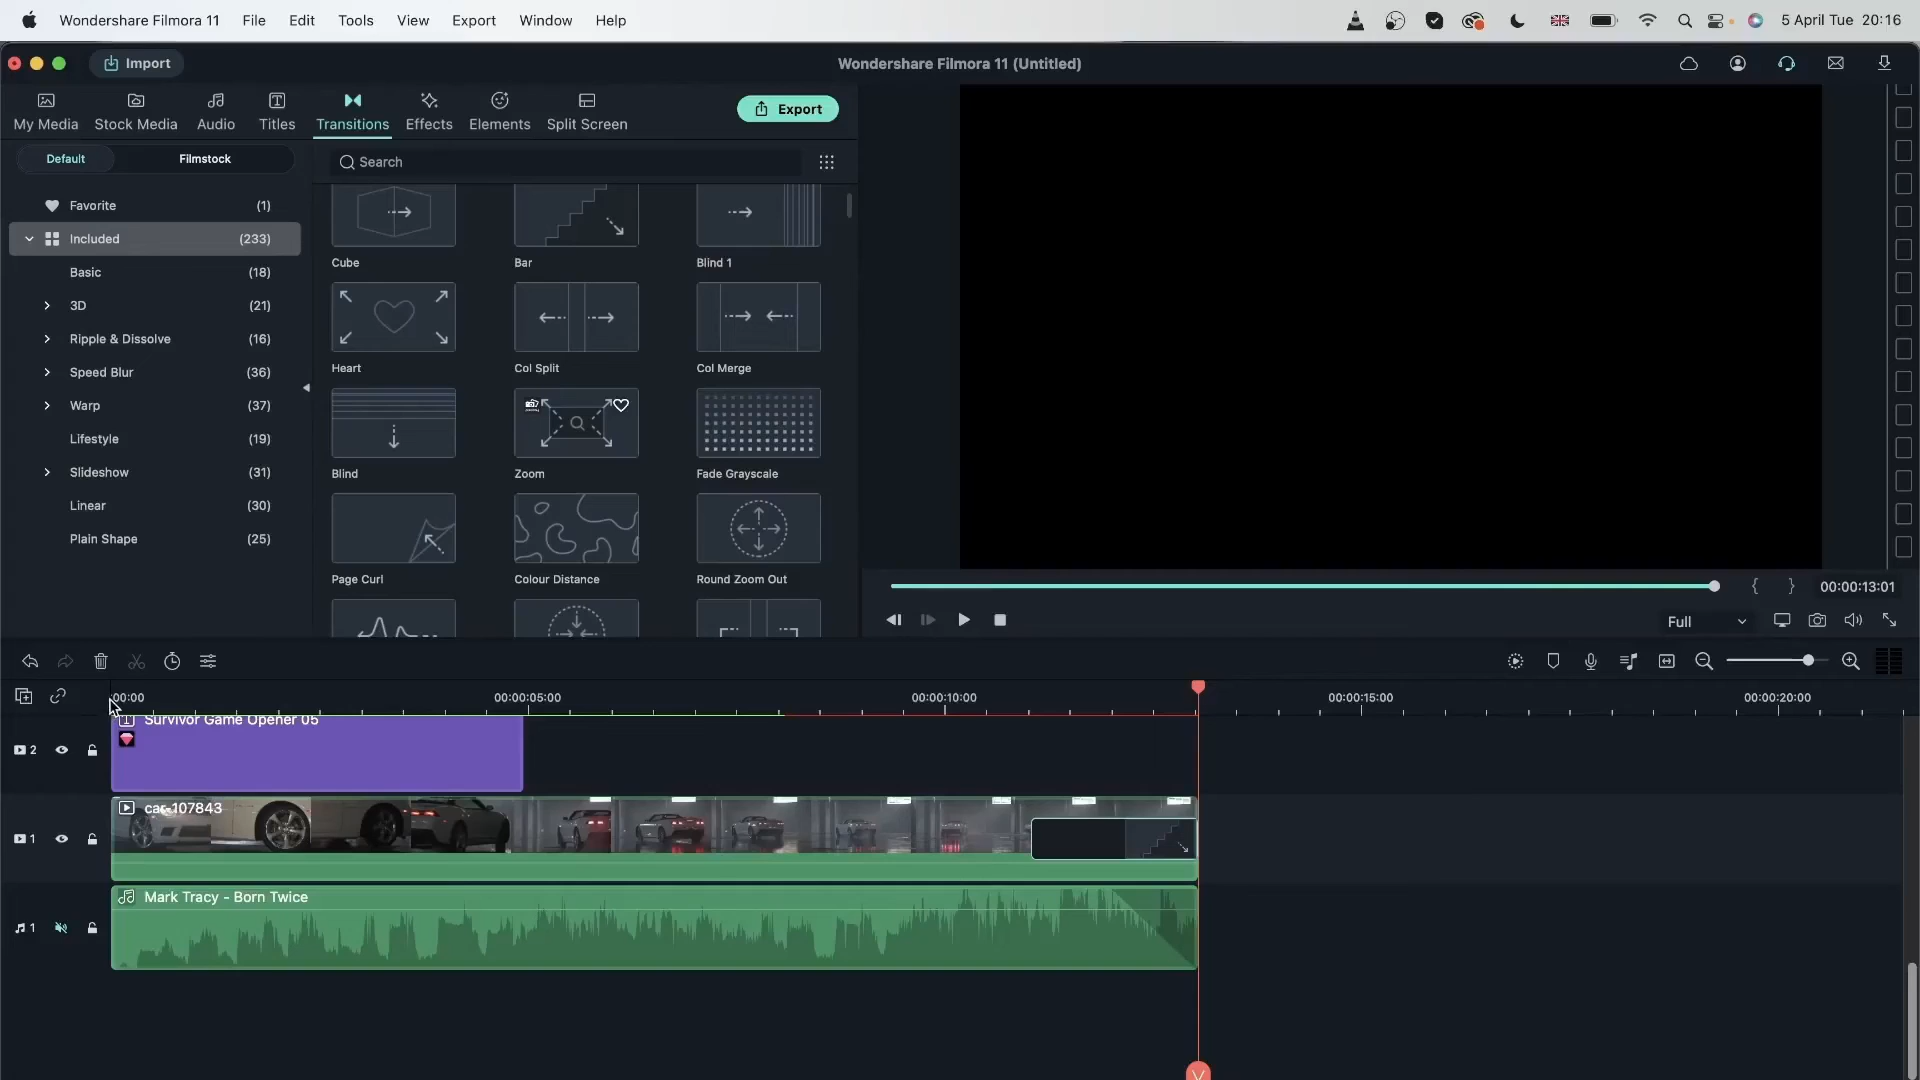 Wondershare Filmora 11 File Edit Tools View Export Window Help 5 April Tue 20:16
Import Wondershare Filmora 11 (Untitled)
My Media Stock Media Audio Titles Transitions Effects Elements Split Screen Export
Default Filmstock Search
Favorite (1)
Included (233)
Basic (18)
3D (21)
Ripple & Dissolve (16)
Speed Blur (36)
Warp (37)
Lifestyle (19)
Slideshow (31)
Linear (30)
Plain Shape (25)
Cube Bar Blind 1
Heart Col Split Col Merge
Blind Zoom Fade Grayscale
Page Curl Colour Distance Round Zoom Out
{ } 00:00:13:01
Full
:00:00 00:00:05:00 00:00:10:00 00:00:15:00 00:00:20:00
Survivor Game Opener 05
2
car-107843
1
Mark Tracy - Born Twice
1